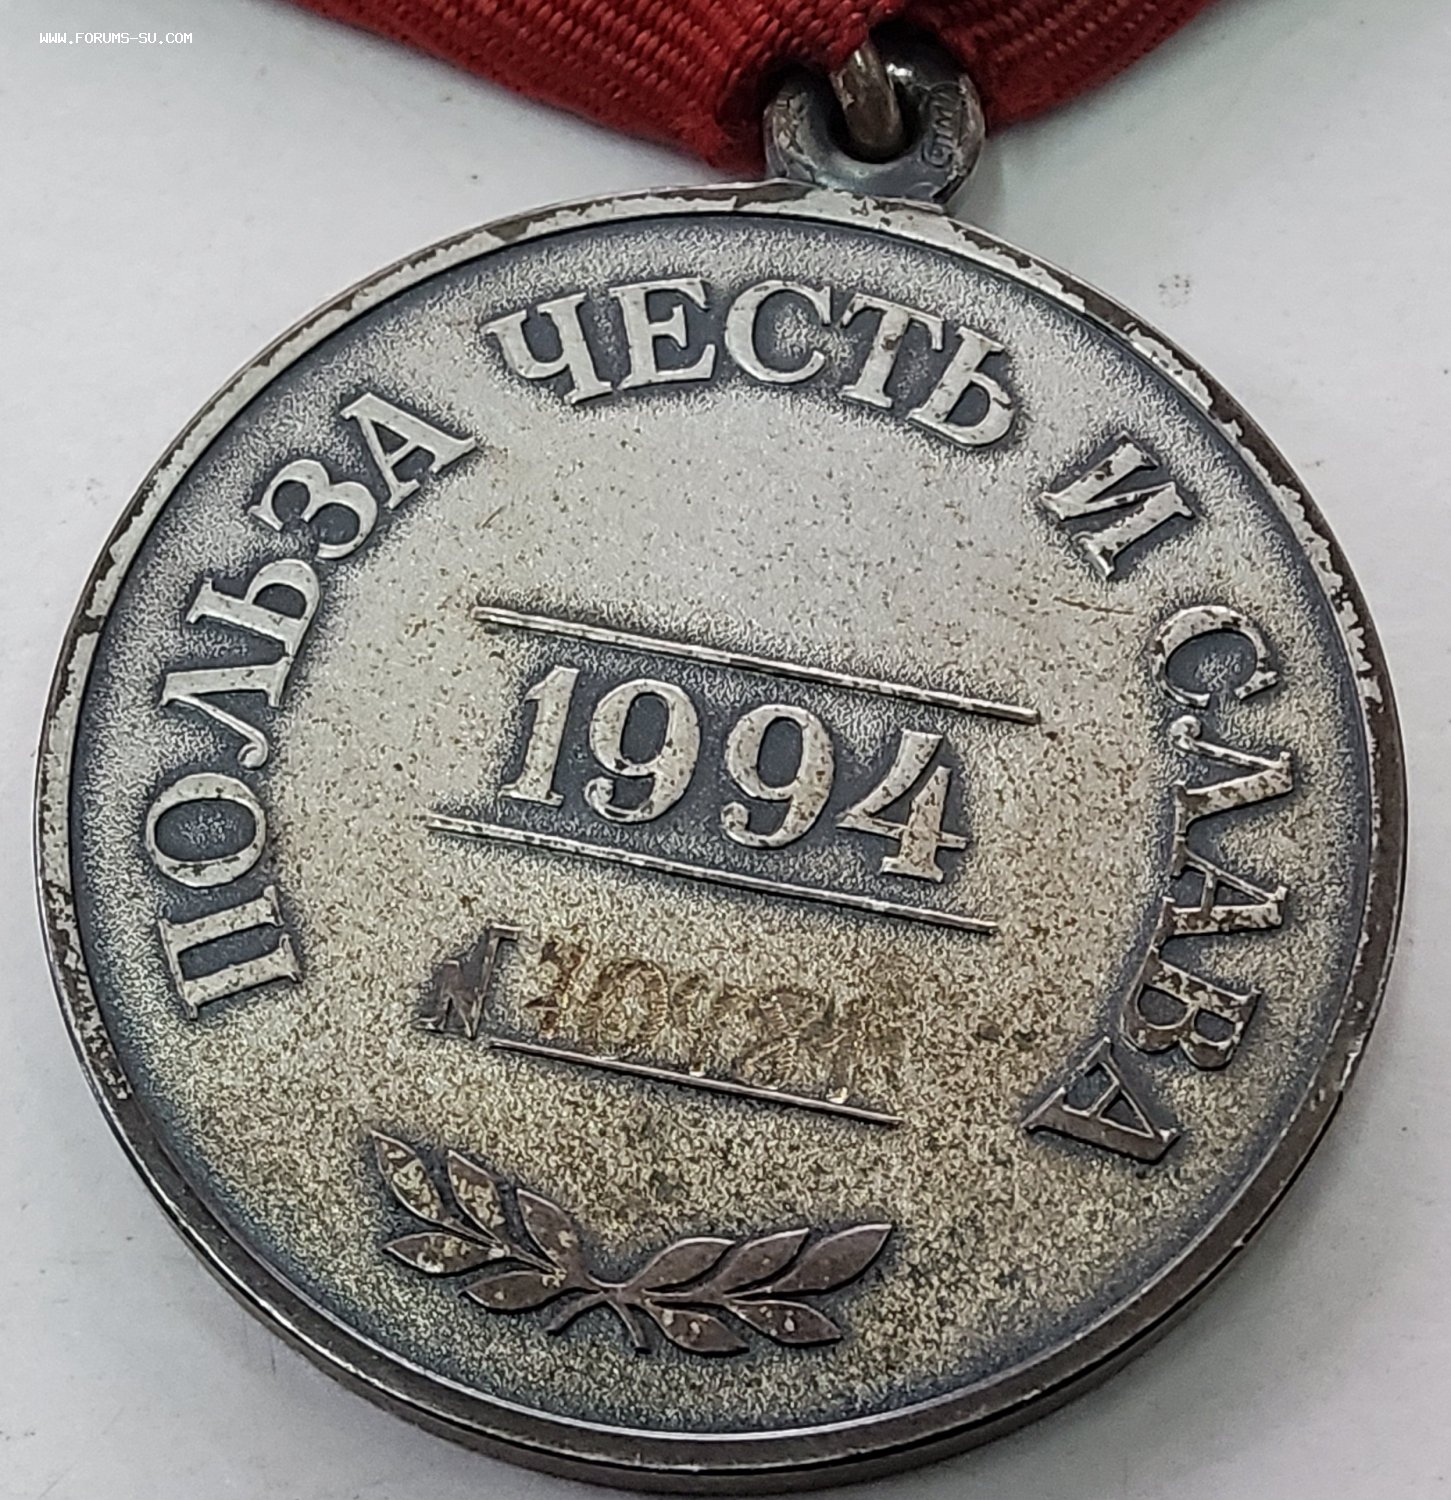 WWW.FORUMS-SU.COM
ПОЛЬЗА ЧЕСТЬ И СЛАВА
1994
N